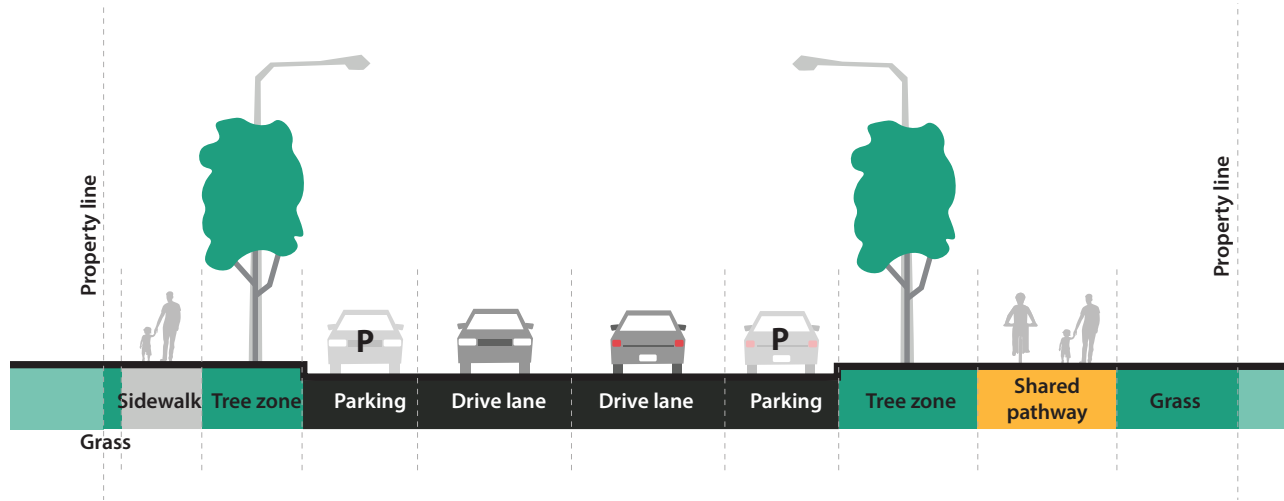 Property line
Property line
P
P
Sidewalk
Tree zone
Parking
Drive lane
Drive lane
Parking
Tree zone
Shared
pathway
Grass
Grass